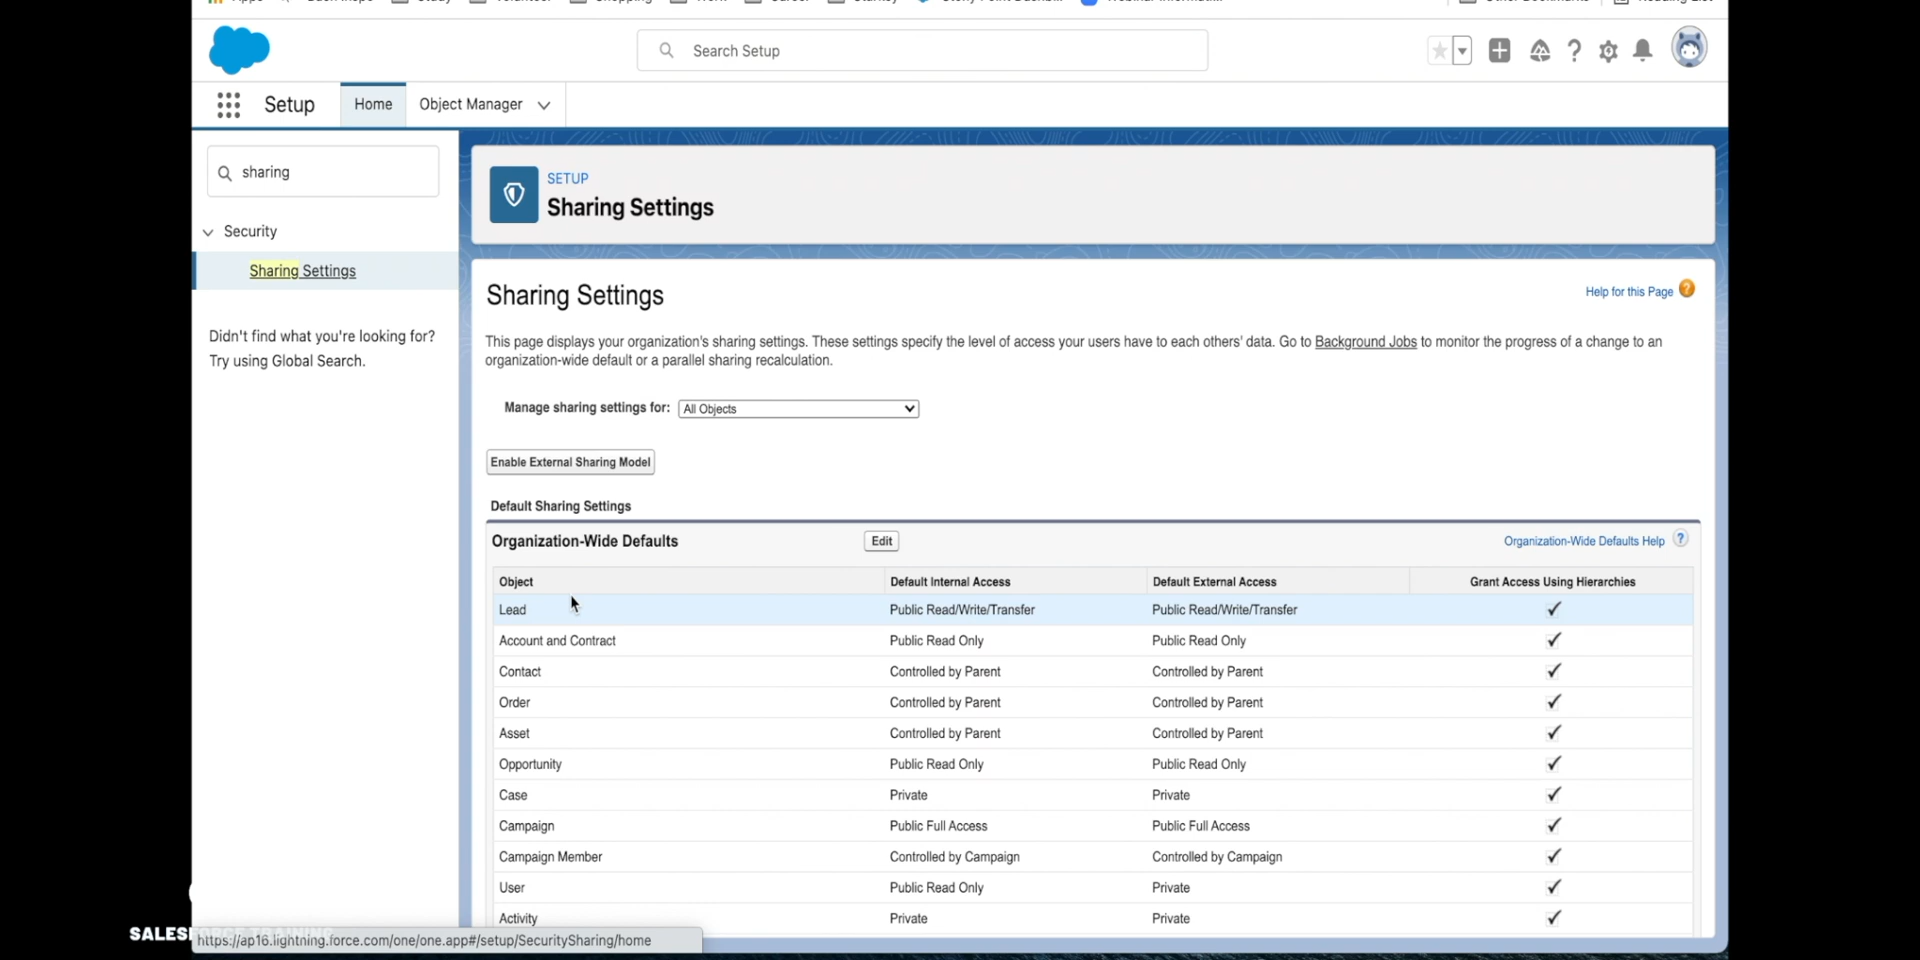 Search Setup
Setup
Home
Object Manager
sharing
Security
Sharing Settings
Didn't find what you're looking for?
Try using Global Search.
SETUP
Sharing Settings
Sharing Settings
Help for this Page
This page displays your organization's sharing settings. These settings specify the level of access your users have to each others' data. Go to Background Jobs to monitor the progress of a change to an
organization-wide default or a parallel sharing recalculation.
Manage sharing settings for: All Objects
Enable External Sharing Model
Default Sharing Settings
Organization-Wide Defaults
Edit
Organization-Wide Defaults Help
Object Default Internal Access Default External Access Grant Access Using Hierarchies
Lead Public Read/Write/Transfer Public Read/Write/Transfer
Account and Contract Public Read Only Public Read Only
Contact Controlled by Parent Controlled by Parent
Order Controlled by Parent Controlled by Parent
Asset Controlled by Parent Controlled by Parent
Opportunity Public Read Only Public Read Only
Case Private Private
Campaign Public Full Access Public Full Access
Campaign Member Controlled by Campaign Controlled by Campaign
User Public Read Only Private
Activity Private Private
https://ap16.lightning.force.com/one/one.app#/setup/SecuritySharing/home